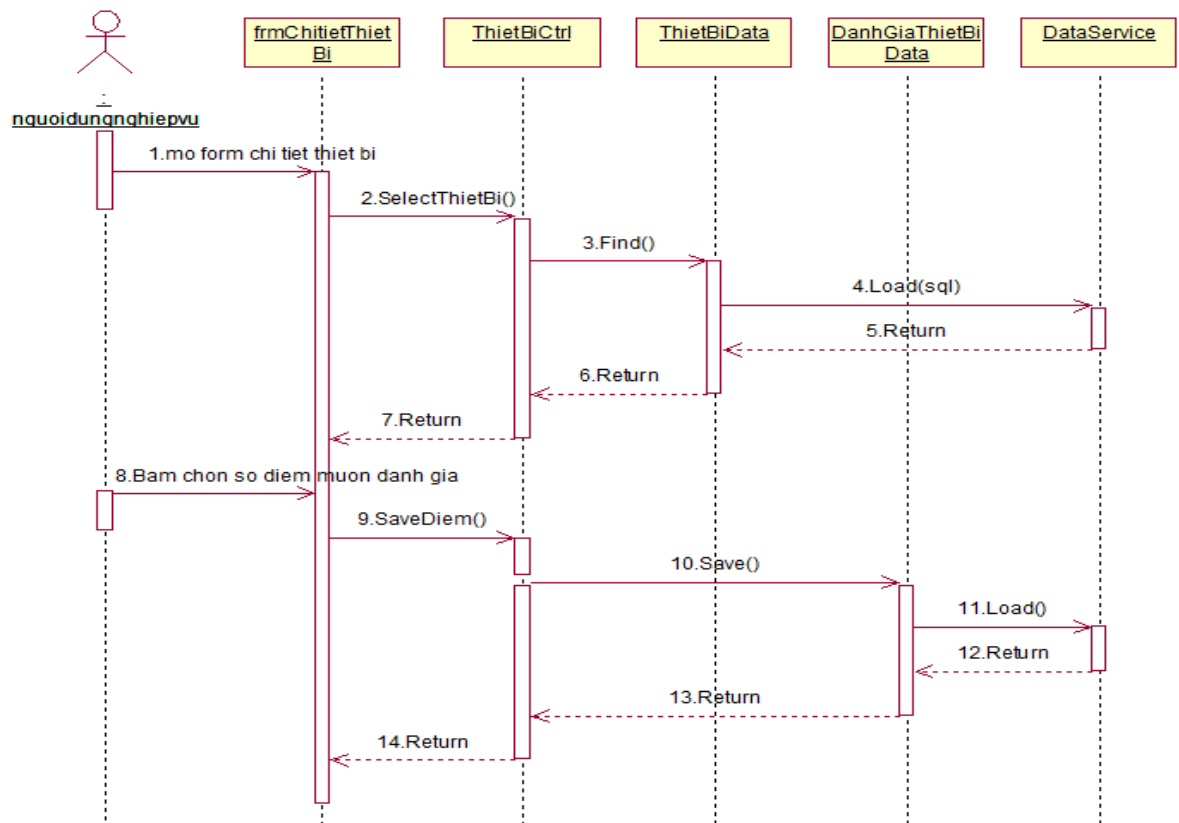 frmChitietThiet
Bi
ThietBiCtrl
ThietBiData
DanhGiaThietBi
Data
DataService
:
nguoidungnghiepvu
1.mo form chi tiet thiet bi
2.SelectThietBi()
3.Find()
4.Load(sql)
5.Return
6.Return
7.Return
8.Bam chon so diem muon danh gia
9.SaveDiem()
10.Save()
11.Load()
12.Return
13.Return
14.Return